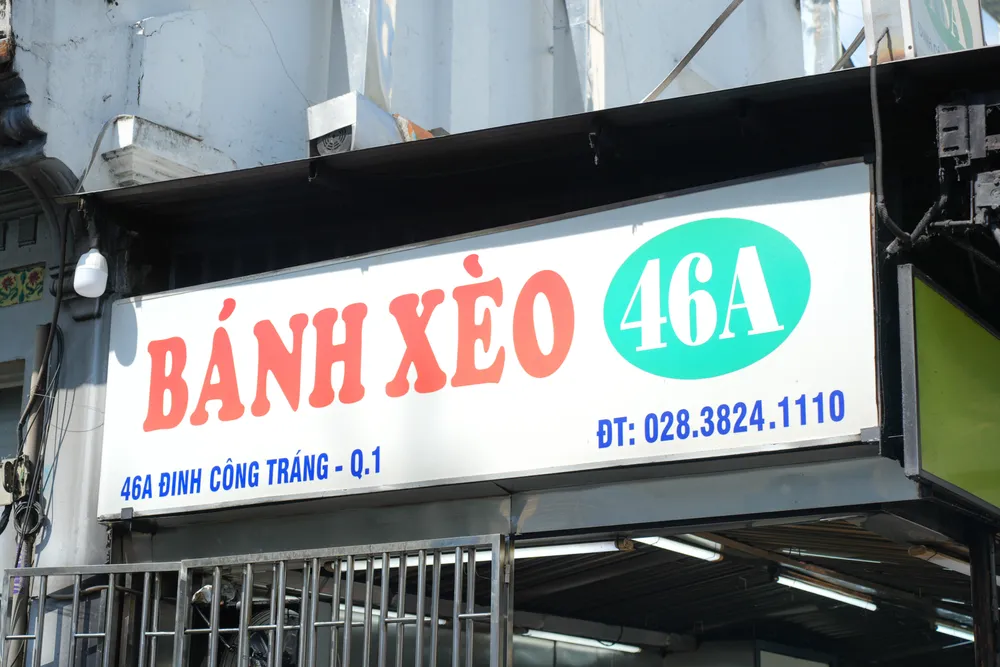 BÁNH XÈO 46A
46A ĐINH CÔNG TRÁNG - Q.1
ĐT: 028.3824.1110